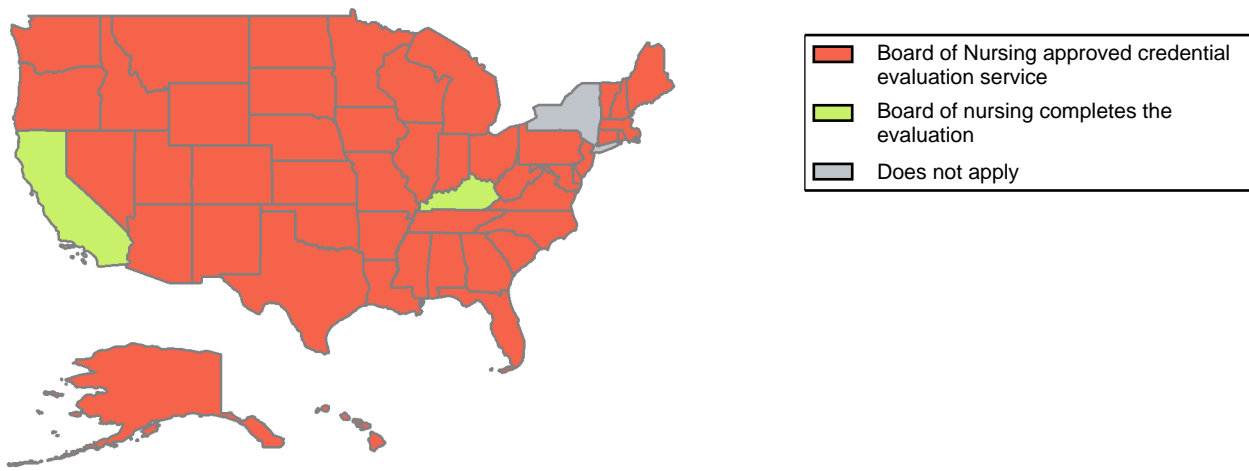 Board of Nursing approved credential
evaluation service
Board of nursing completes the
evaluation
Does not apply